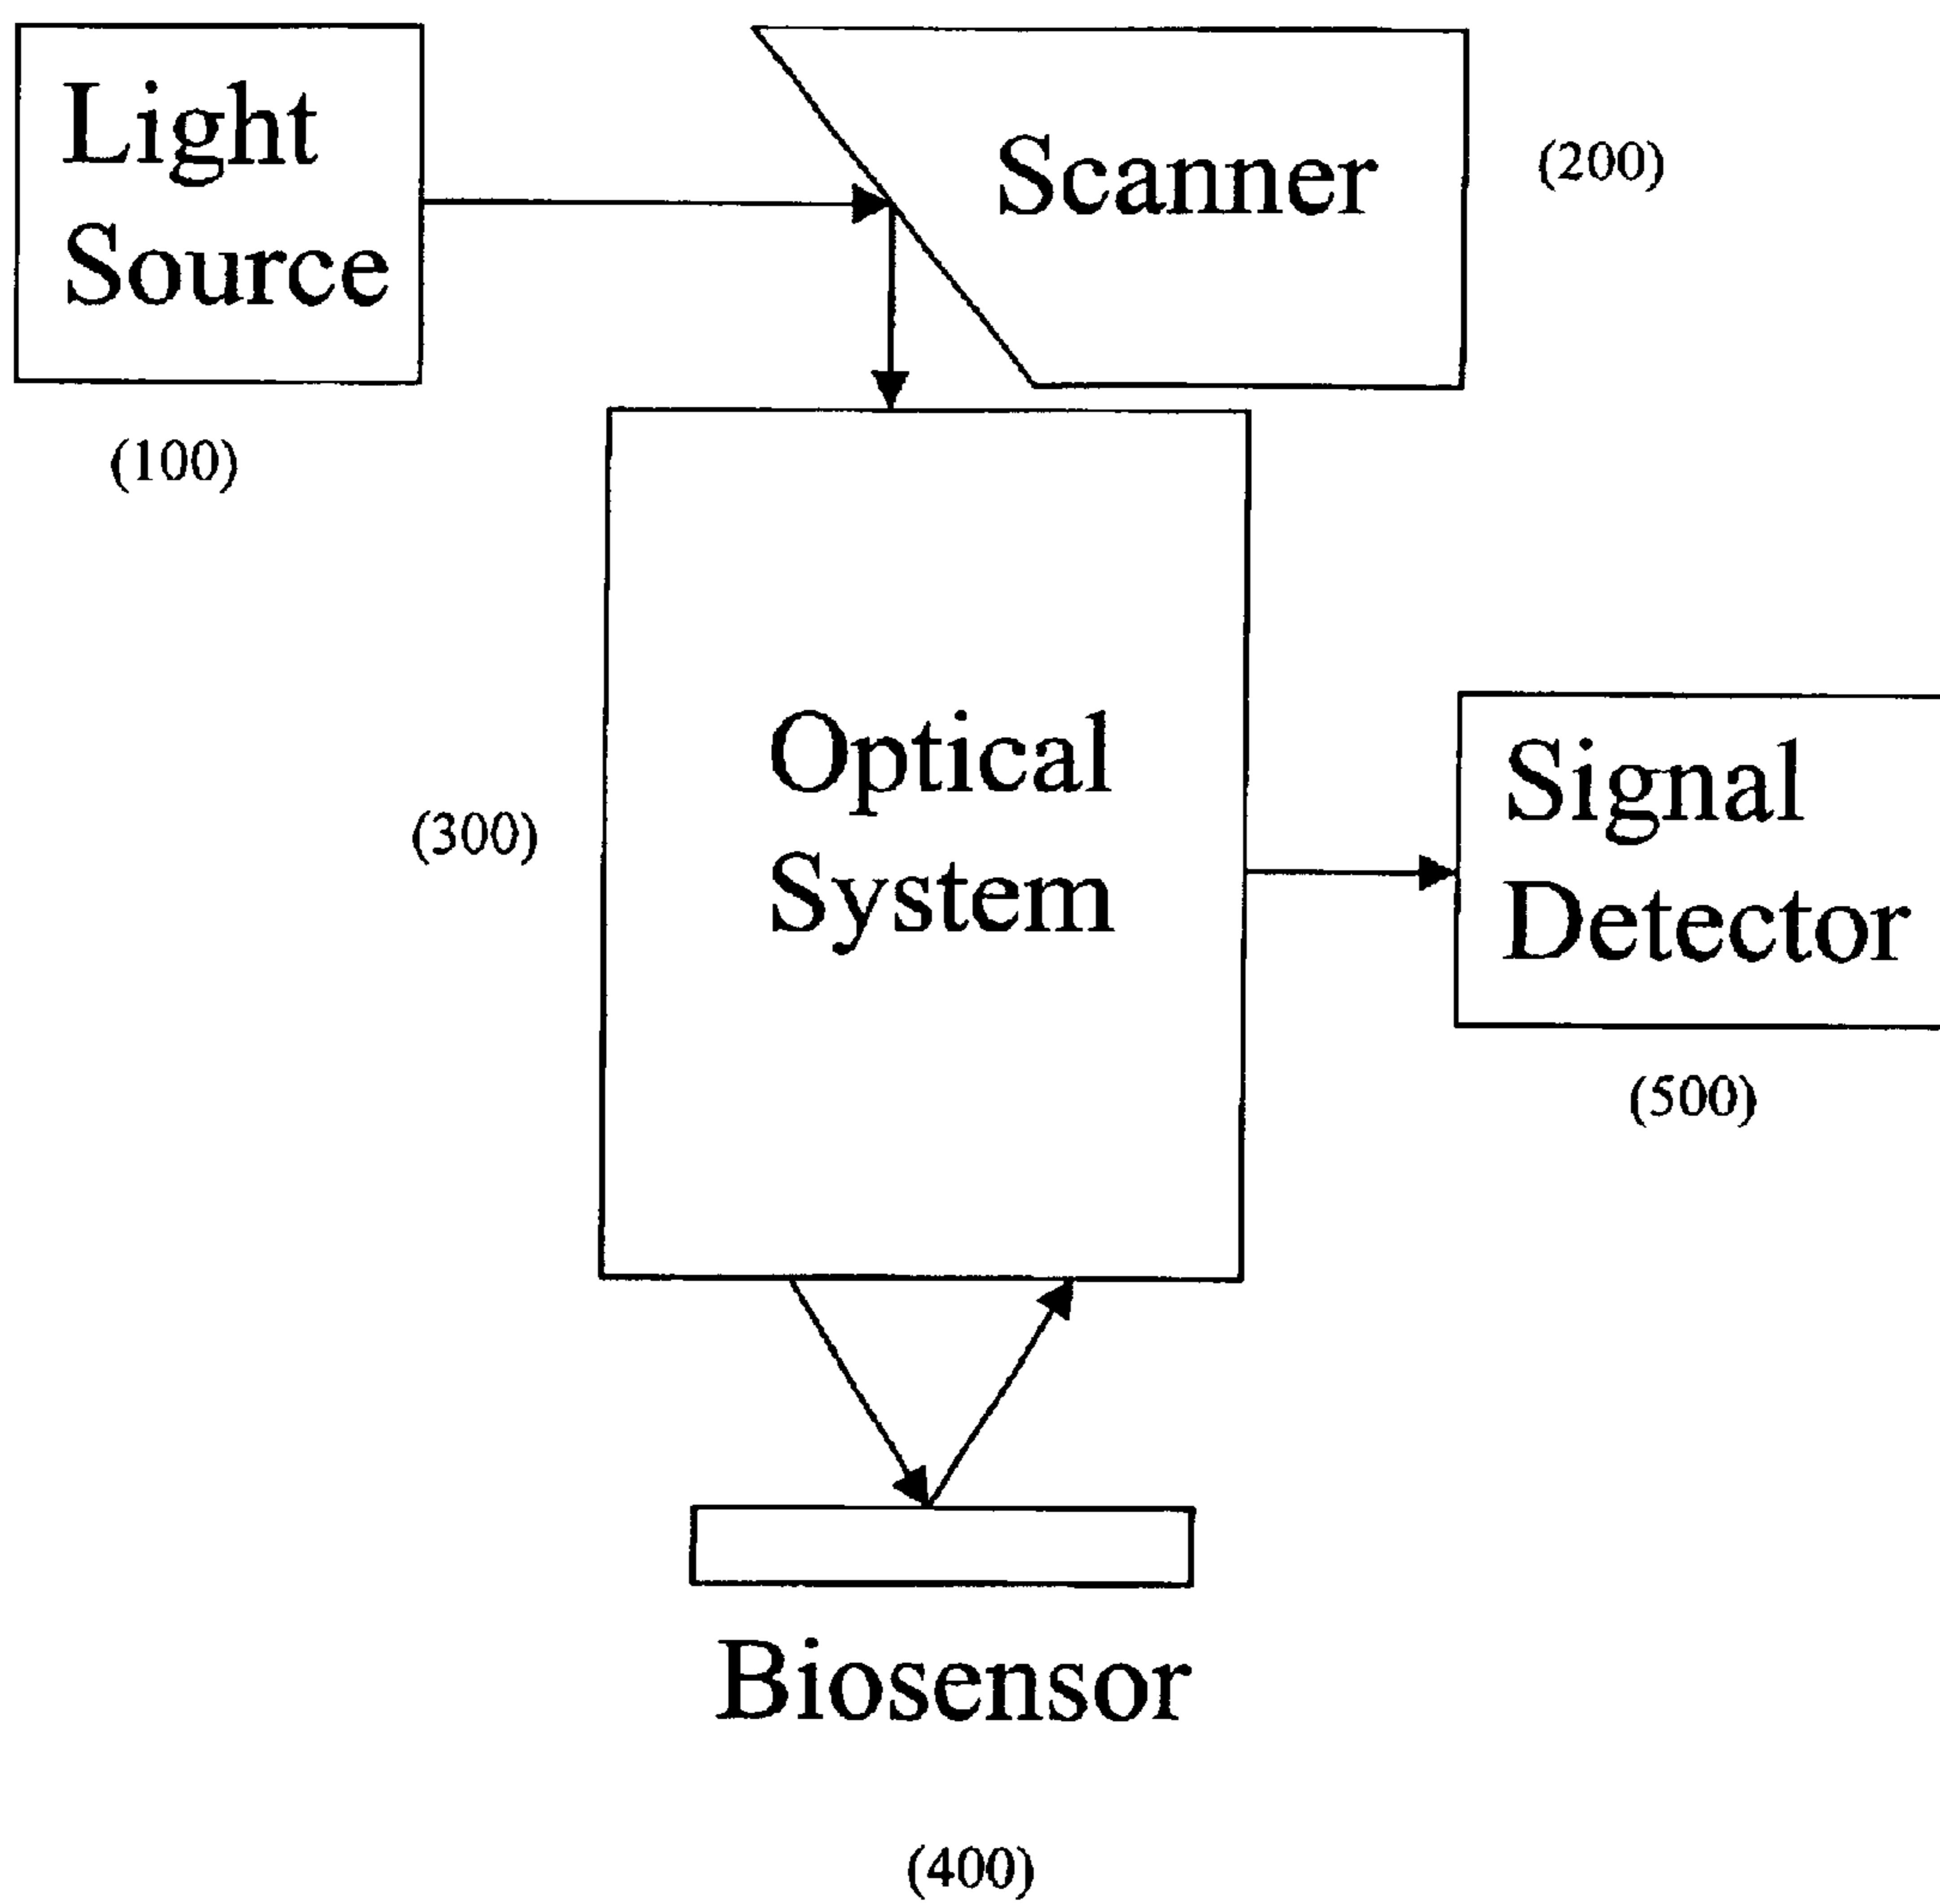 Light
Source
(100)
Scanner
(200)
Optical
System
(300)
Signal
Detector
(500)
Biosensor
(400)